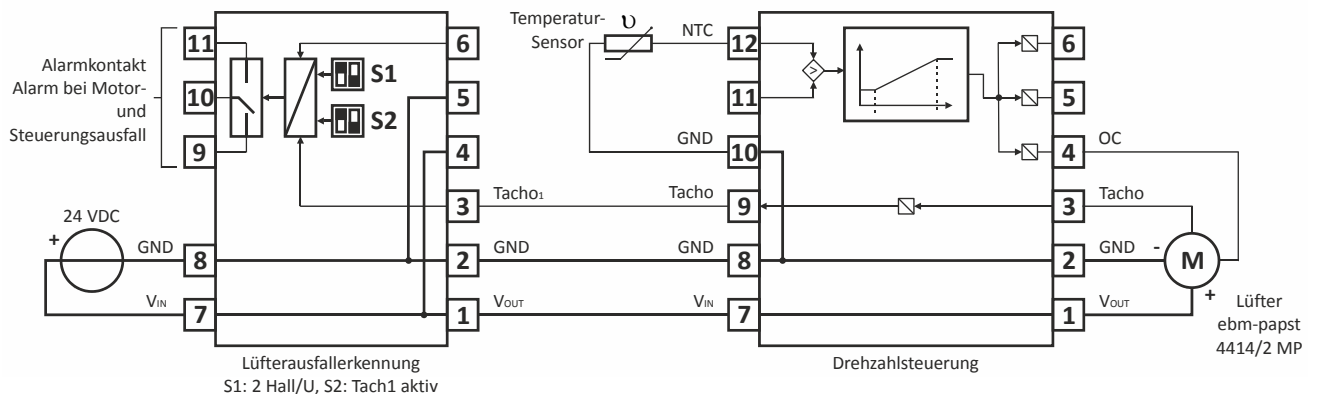 Alarmkontakt
Alarm bei Motor-
und
Steuerungsausfall
11
10
9
6
S1
5
S2
4
3
Tacho1
24 VDC
+
GND
8
2
GND
VIN
7
1
VOUT
Lüfterausfallerkennung
S1: 2 Hall/U, S2: Tach1 aktiv
Temperatur-
Sensor
υ
NTC
12
>
11
GND
10
Tacho
9
GND
8
VIN
7
6
5
4
OC
3
Tacho
2
GND
-
M
+
1
VOUT
Lüfter
ebm-papst
4414/2 MP
Drehzahlsteuerung